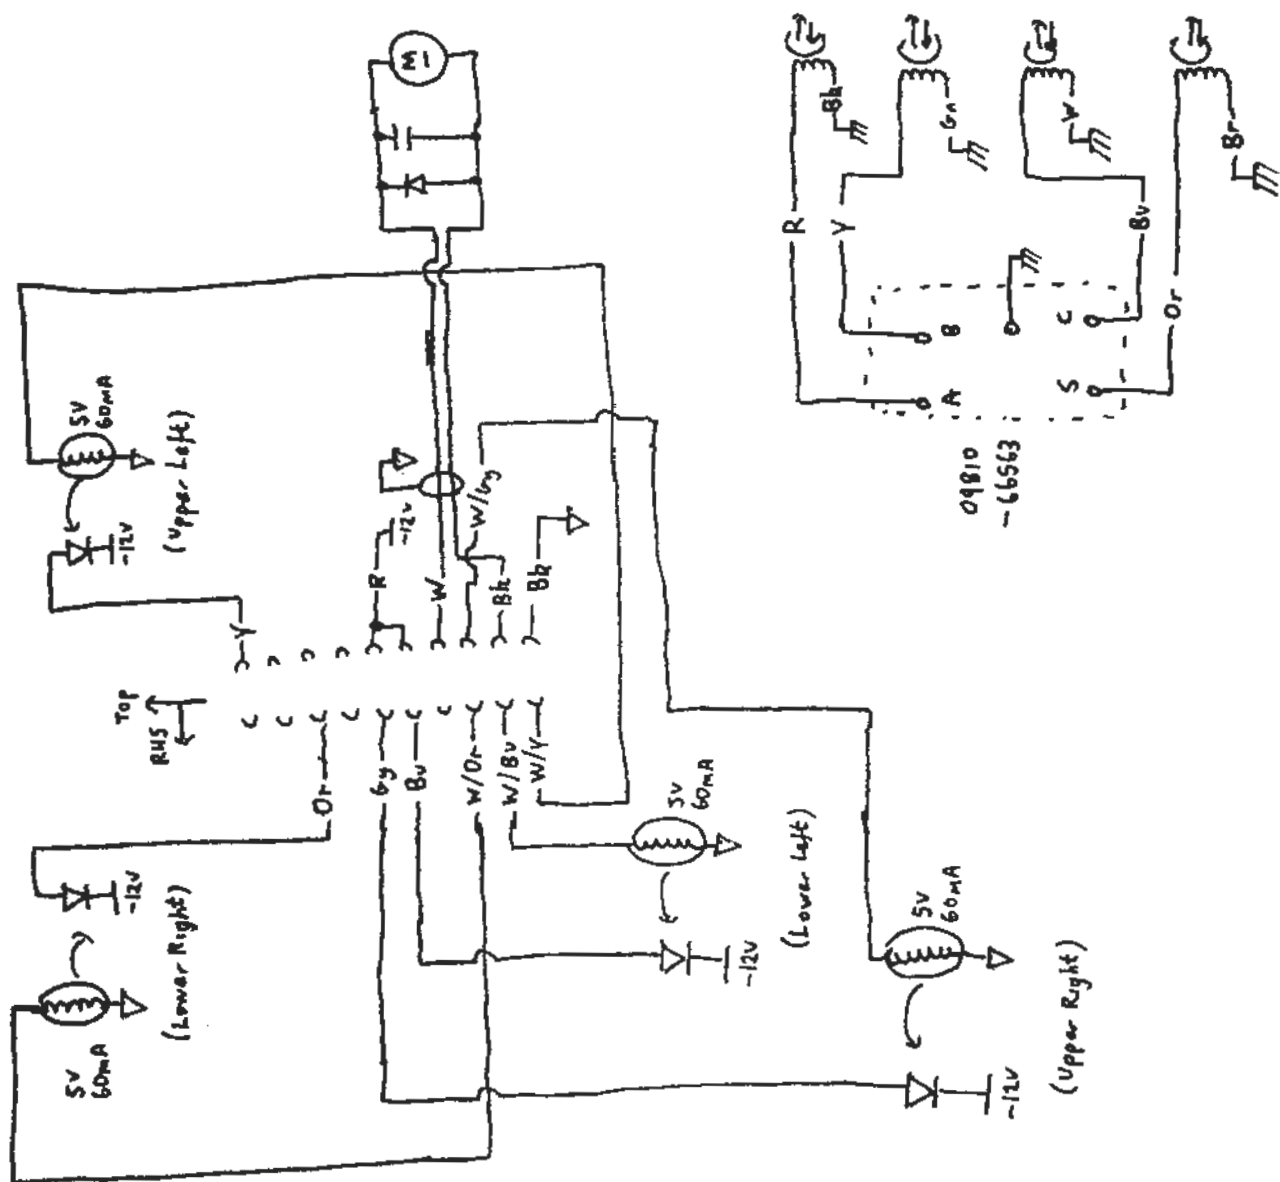 M1
R
Bk
Y
Gn
W
Bu
Or
Br
A
B
C
S
09810
-66563
5V
60mA
-12V
(Upper Left)
Y
R
-12V
W
W/Gy
Bk
Bk
TOP
RHS
Or
Gy
Bu
W/Or
W/Bu
W/Y
-12V
(Lower Right)
5V
60mA
5V
60mA
-12V
(Lower Left)
5V
60mA
-12V
(Upper Right)